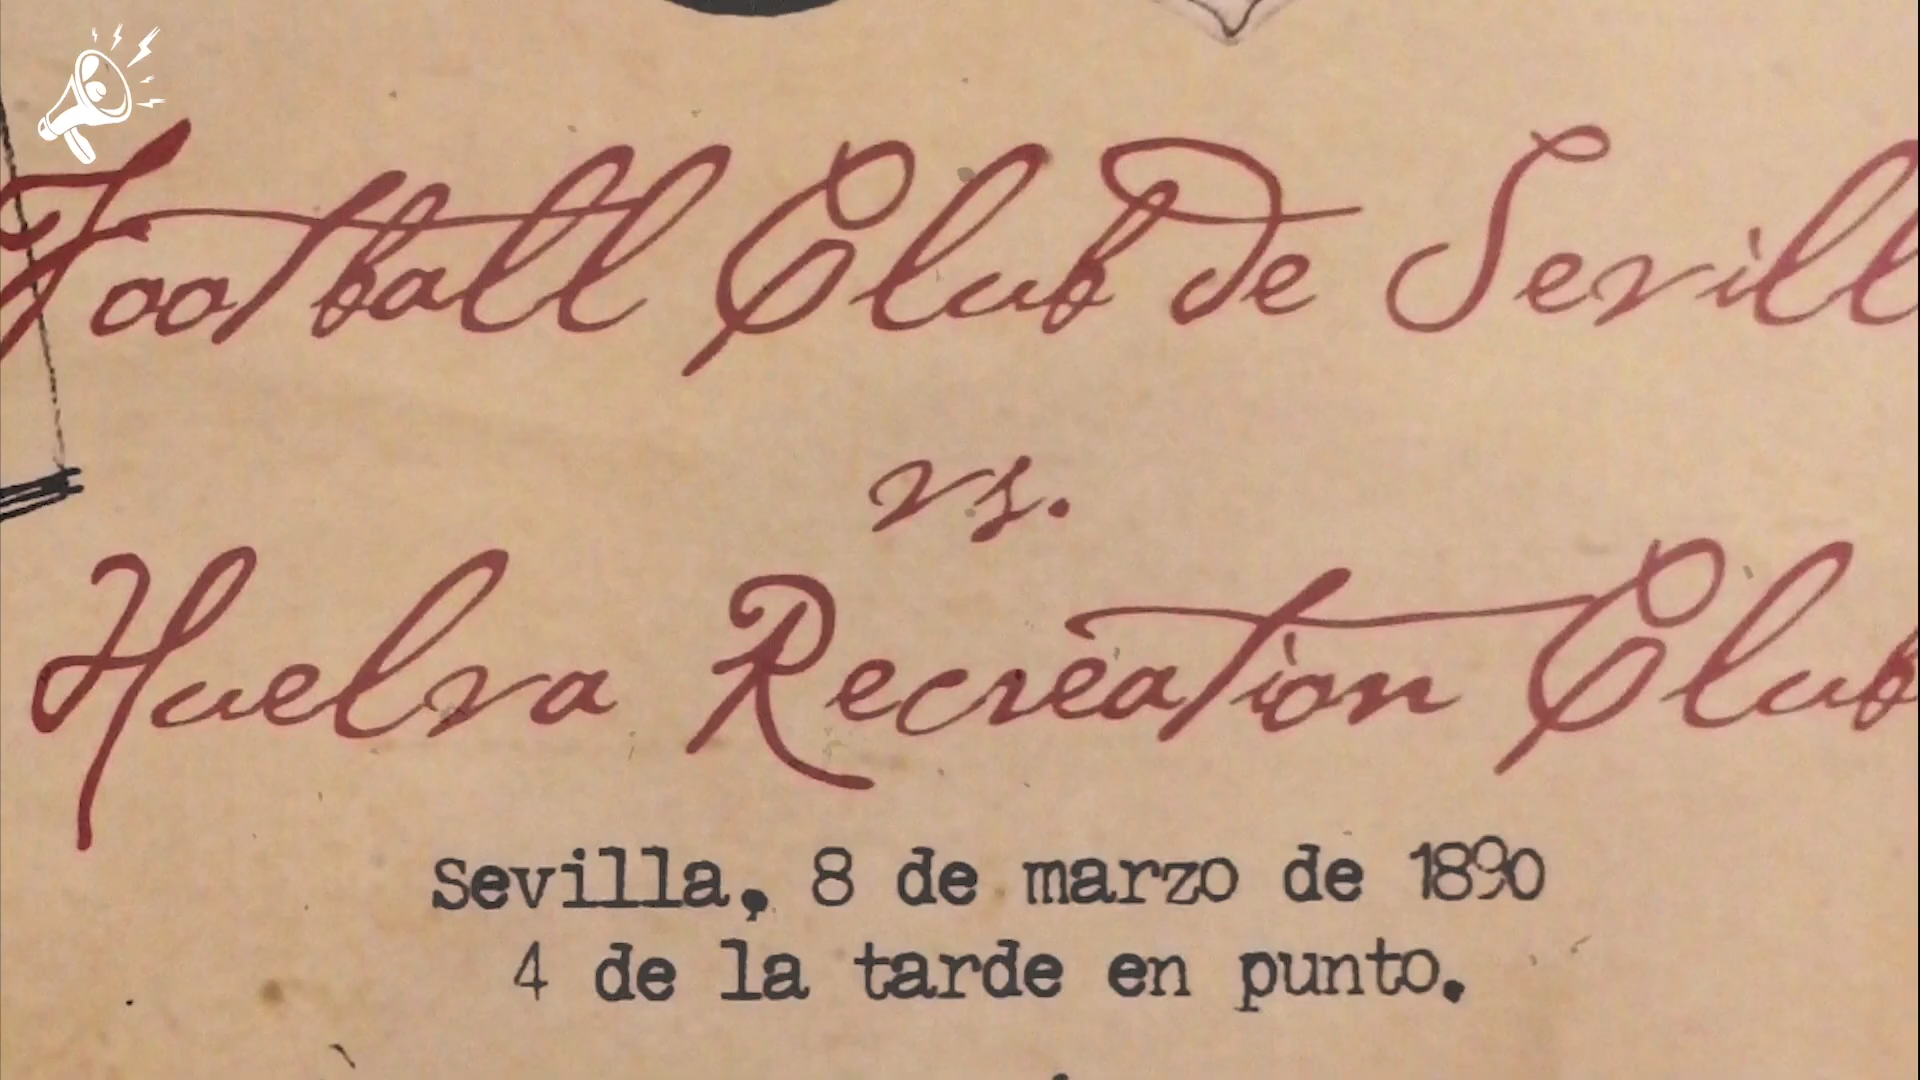 Football Club de Sevill
vs.
Huelva Recreation Club
Sevilla, 8 de marzo de 1890
4 de la tarde en punto.